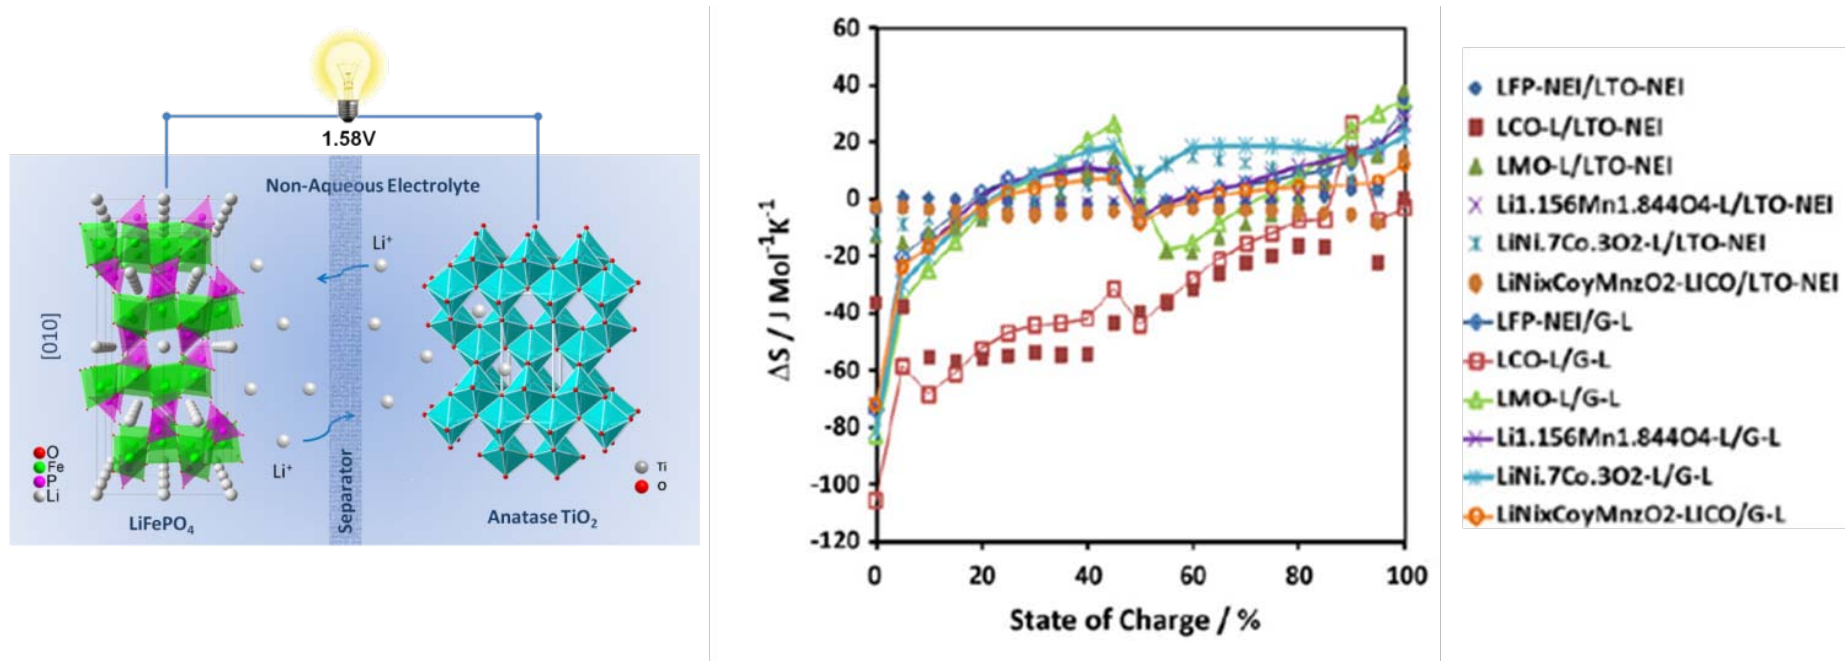 1.58V
Non-Aqueous Electrolyte
Li⁺
[010]
O
Fe
P
Li
Li⁺
Separator
Ti
O
LiFePO₄
Anatase TiO₂
60
40
20
0
-20
-40
-60
-80
-100
-120
ΔS / J Mol⁻¹K⁻¹
0 20 40 60 80 100
State of Charge / %
LFP-NEI/LTO-NEI
LCO-L/LTO-NEI
LMO-L/LTO-NEI
Li1.156Mn1.844O4-L/LTO-NEI
LiNi.7Co.3O2-L/LTO-NEI
LiNixCoyMnzO2-LICO/LTO-NEI
LFP-NEI/G-L
LCO-L/G-L
LMO-L/G-L
Li1.156Mn1.844O4-L/G-L
LiNi.7Co.3O2-L/G-L
LiNixCoyMnzO2-LICO/G-L